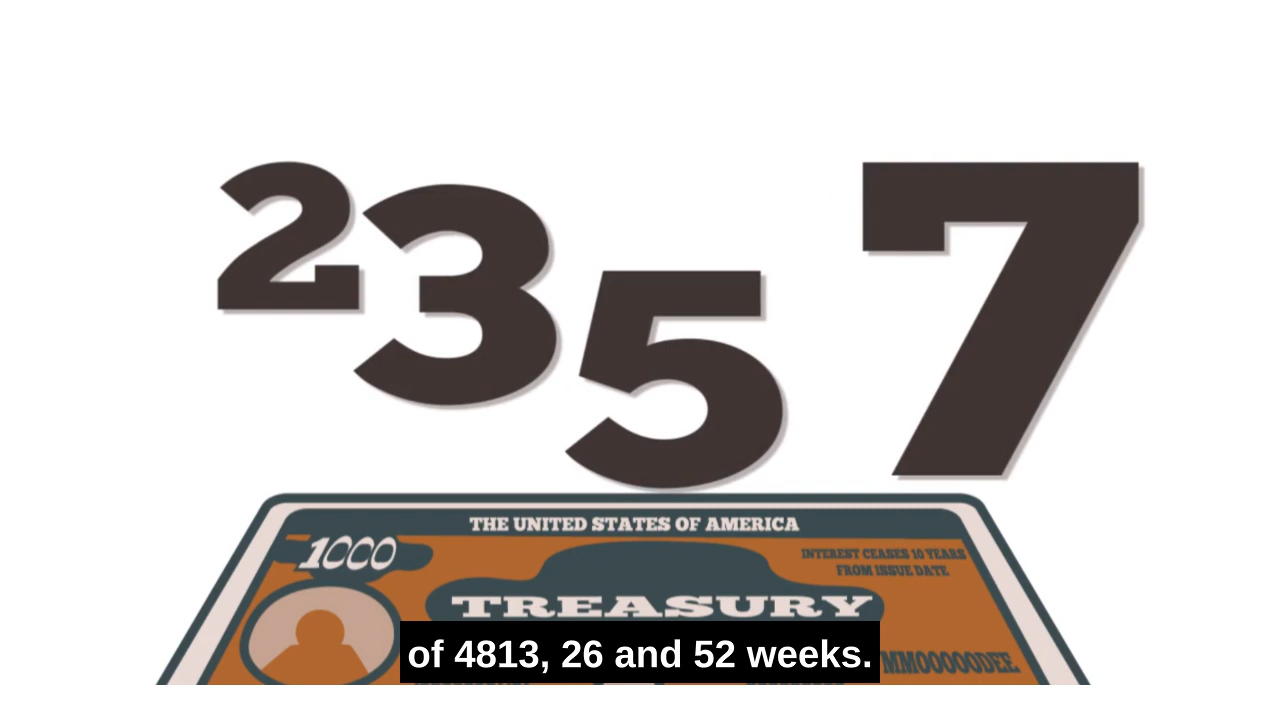 2 3 5 7
THE UNITED STATES OF AMERICA
1000
INTEREST CEASES 10 YEARS
FROM ISSUE DATE
TREASURY
of 4813, 26 and 52 weeks.